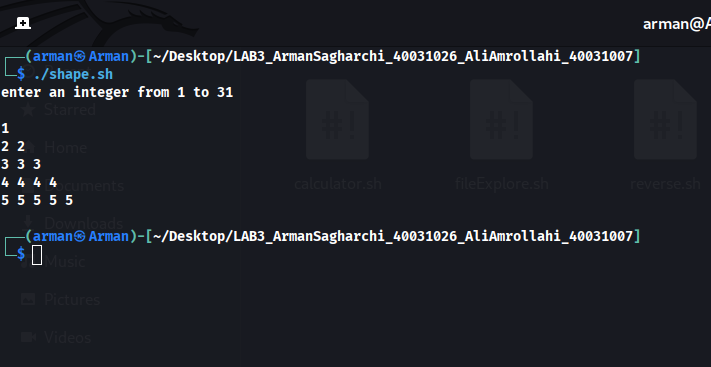 arman@A
┌──(arman㉿Arman)-[~/Desktop/LAB3_ArmanSagharchi_40031026_AliAmrollahi_40031007]
└─$ ./shape.sh
enter an integer from 1 to 31
Starred
1
Home
2 2
3 3 3
4 4 4 4
Documents
calculator.sh
fileExplore.sh
reverse.sh
5 5 5 5 5
Downloads
┌──(arman㉿Arman)-[~/Desktop/LAB3_ArmanSagharchi_40031026_AliAmrollahi_40031007]
└─$
Music
Pictures
Videos